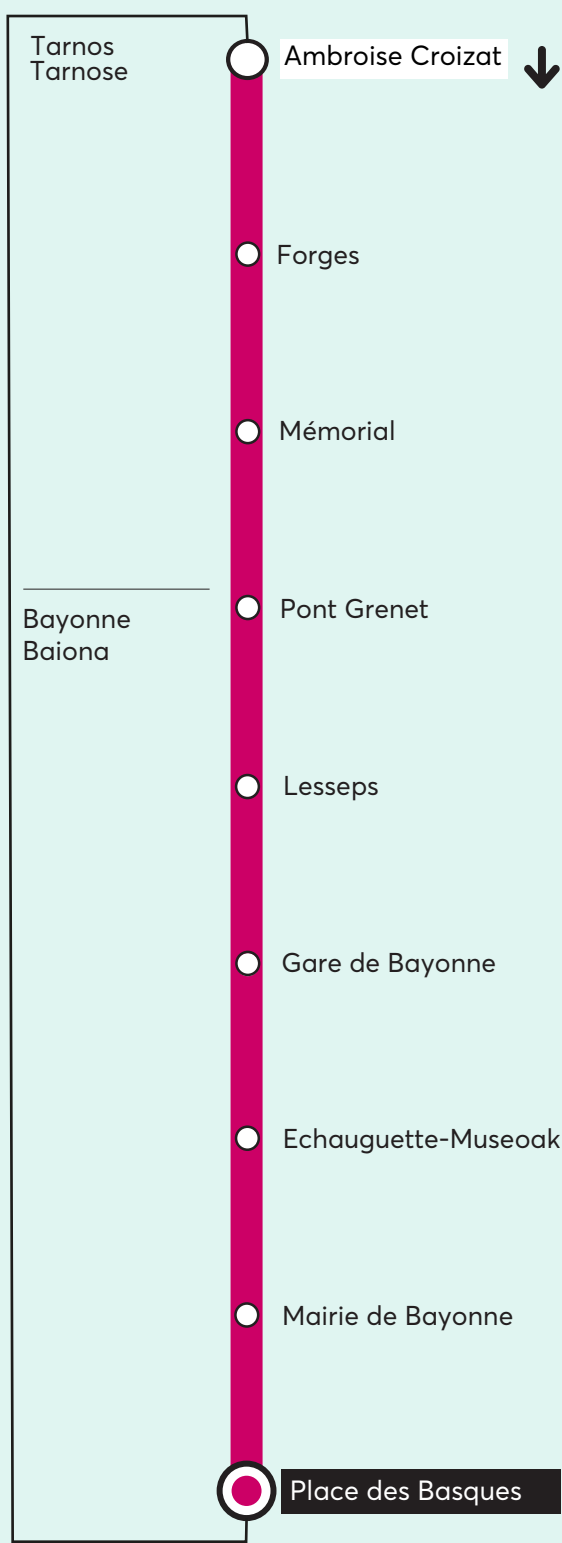 Tarnos
Tarnose
Ambroise Croizat
Forges
Mémorial
Bayonne
Baiona
Pont Grenet
Lesseps
Gare de Bayonne
Echauguette-Museoak
Mairie de Bayonne
Place des Basques